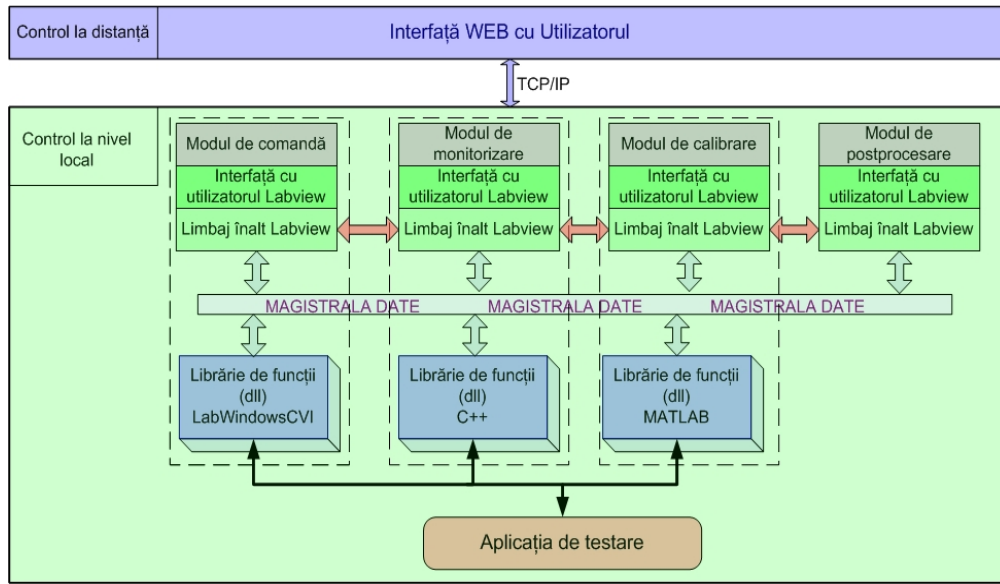 Control la distanță
Interfață WEB cu Utilizatorul
TCP/IP
Control la nivel
local
Modul de comandă
Interfață cu
utilizatorul Labview
Limbaj înalt Labview
Modul de
monitorizare
Interfață cu
utilizatorul Labview
Limbaj înalt Labview
Modul de calibrare
Interfață cu
utilizatorul Labview
Limbaj înalt Labview
Modul de
postprocesare
Interfață cu
utilizatorul Labview
Limbaj înalt Labview
MAGISTRALA DATE
MAGISTRALA DATE
MAGISTRALA DATE
Librărie de funcții
(dll)
LabWindowsCVI
Librărie de funcții
(dll)
C++
Librărie de funcții
(dll)
MATLAB
Aplicația de testare